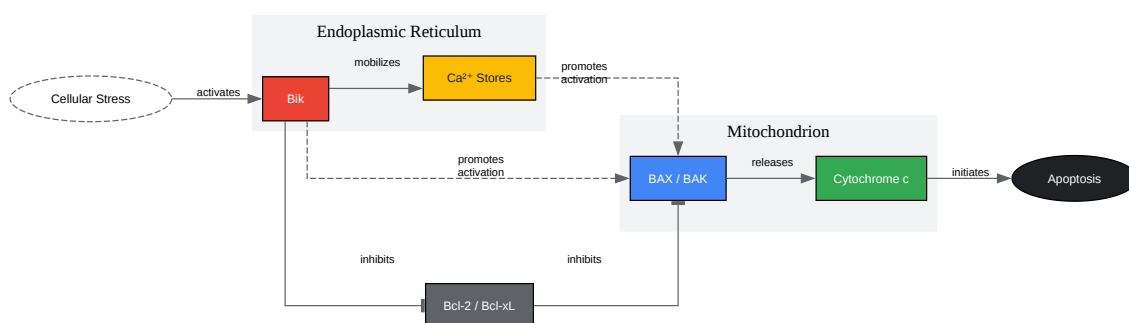 Endoplasmic Reticulum
mobilizes
Ca²⁺ Stores
promotes
activation
Cellular Stress
activates
Bik
Mitochondrion
promotes
activation
BAX / BAK
releases
Cytochrome c
initiates
Apoptosis
inhibits
inhibits
Bcl-2 / Bcl-xL